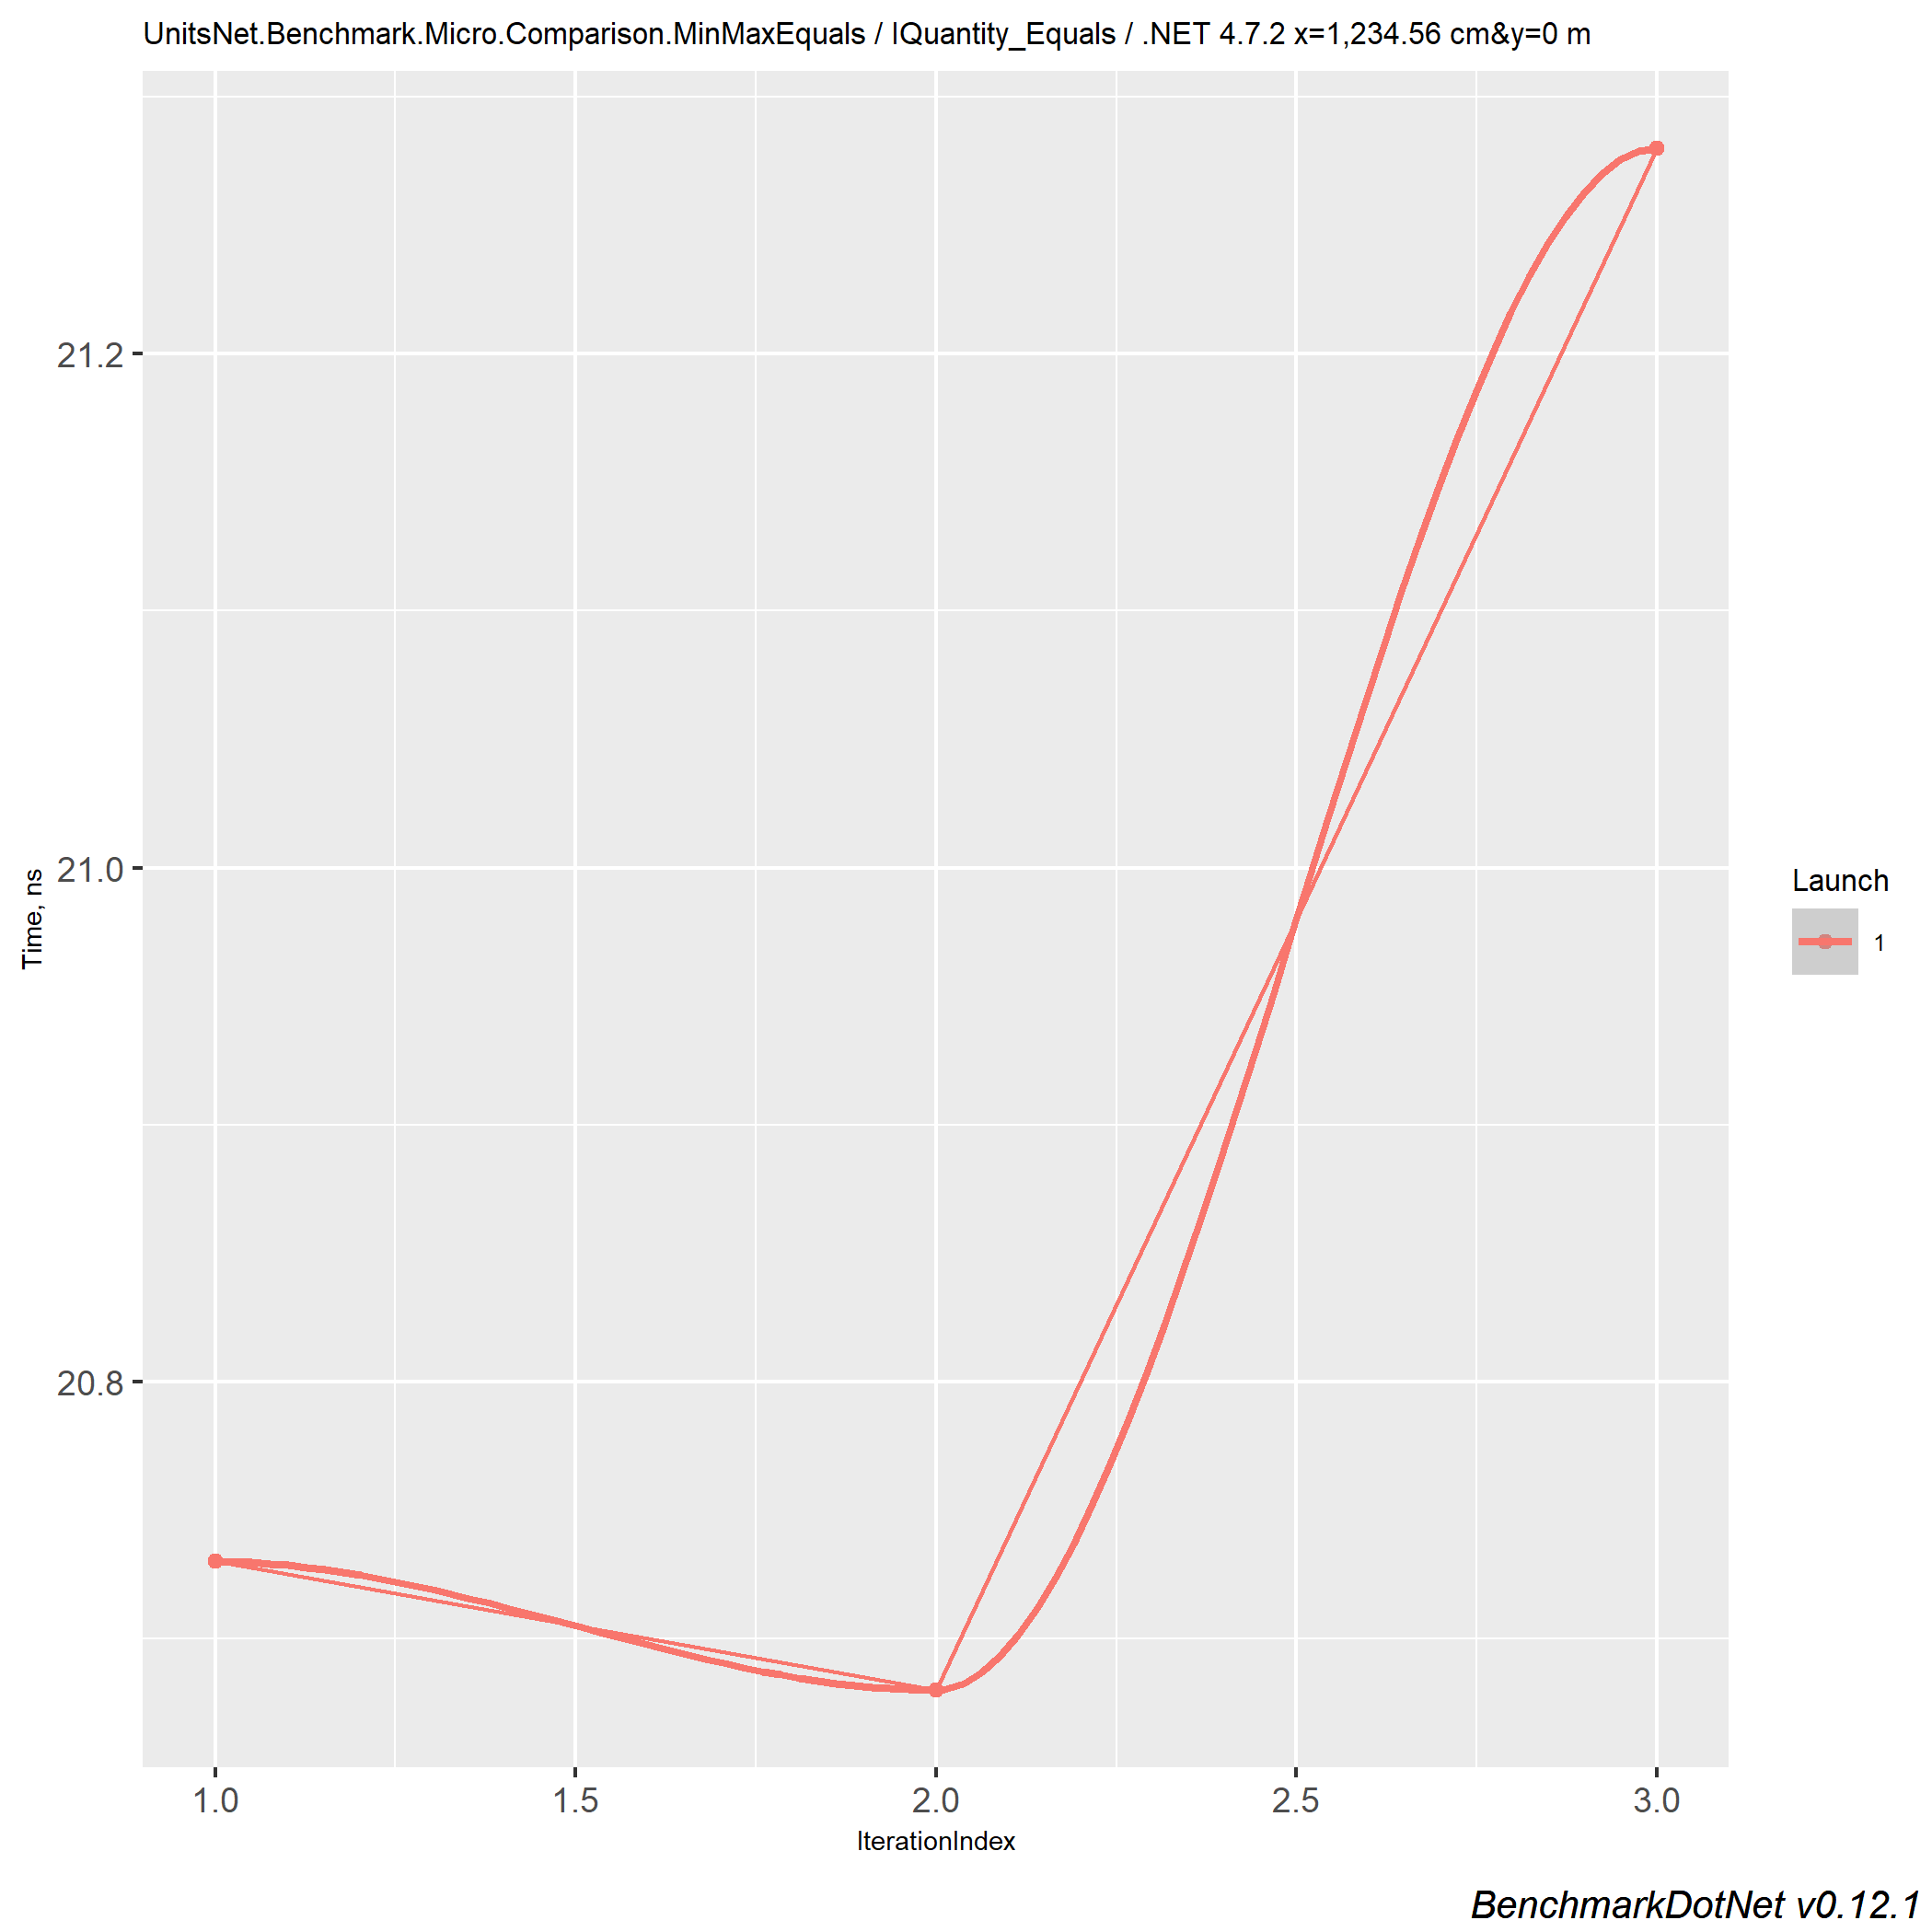 UnitsNet.Benchmark.Micro.Comparison.MinMaxEquals / IQuantity_Equals / .NET 4.7.2 x=1,234.56 cm&y=0 m
21.2
21.0
20.8
Time, ns
1.0 1.5 2.0 2.5 3.0
IterationIndex
Launch
1
BenchmarkDotNet v0.12.1